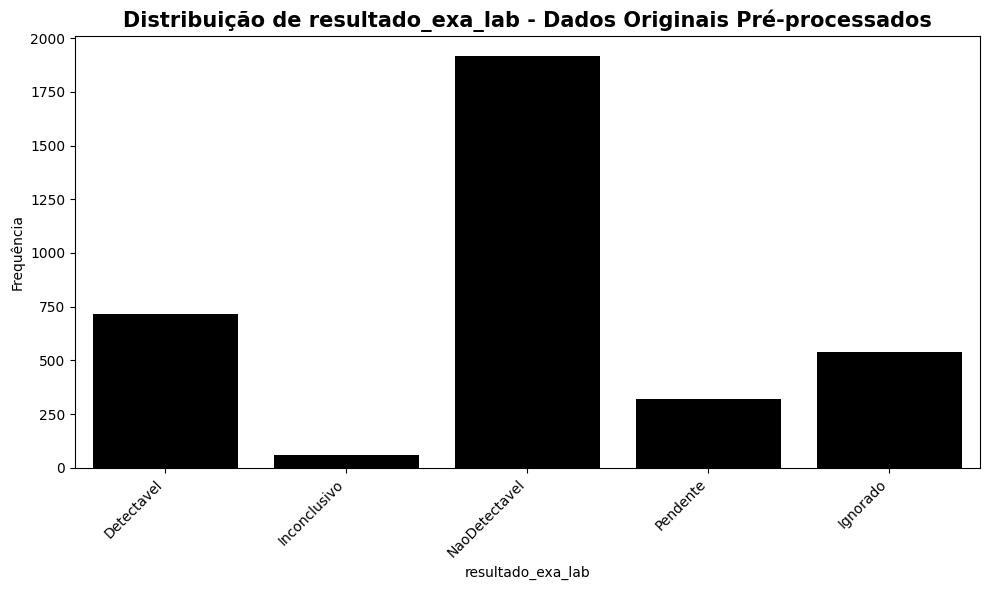 Distribuição de resultado_exa_lab - Dados Originais Pré-processados
2000
1750
1500
1250
1000
750
500
250
0
Frequência
Detectavel
Inconclusivo
NaoDetectavel
Pendente
Ignorado
resultado_exa_lab